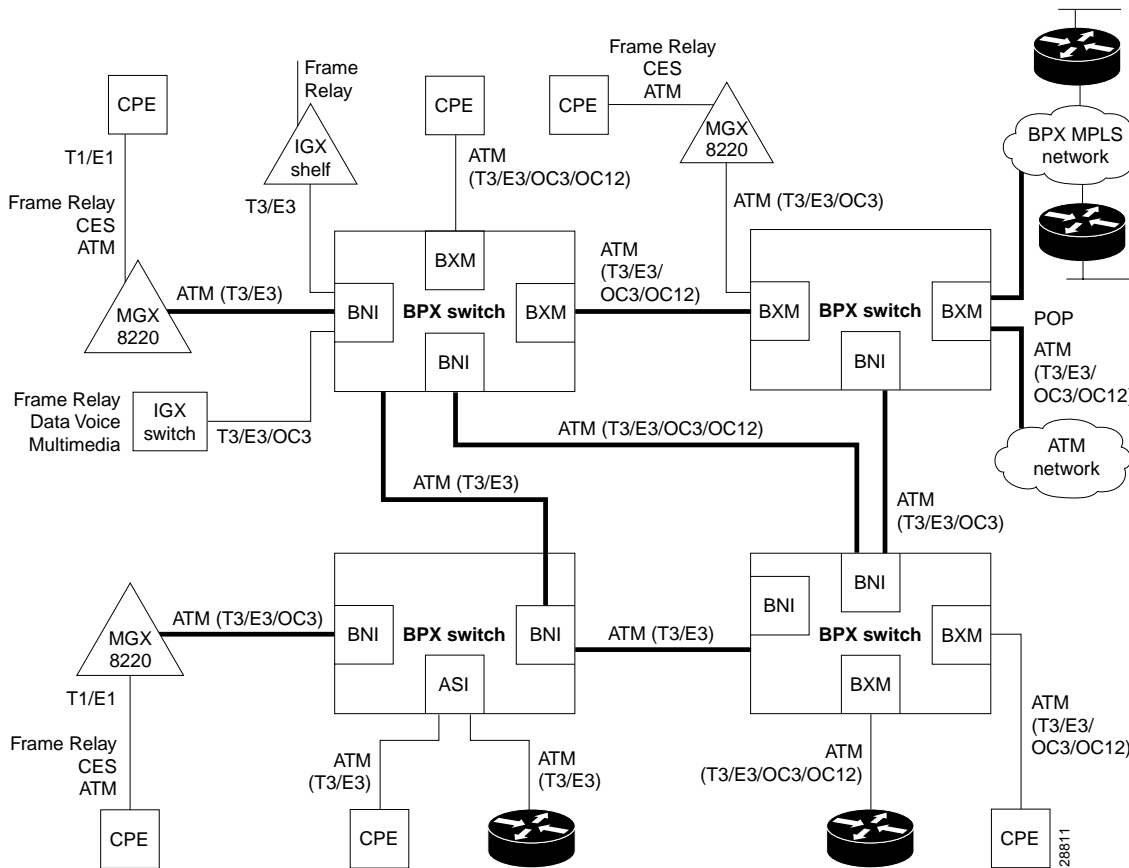 Frame
Relay
CPE
IGX
shelf
T1/E1
Frame Relay
CES
ATM
T3/E3
CPE
ATM
(T3/E3/OC3/OC12)
Frame Relay
CES
ATM
CPE
MGX
8220
ATM (T3/E3/OC3)
BPX MPLS
network
MGX
8220
ATM (T3/E3)
BXM
BNI
BPX switch
BXM
BNI
ATM
(T3/E3/
OC3/OC12)
BXM
BPX switch
BXM
BNI
POP
ATM
(T3/E3/
OC3/OC12)
ATM
network
Frame Relay
Data Voice
Multimedia
IGX
switch
T3/E3/OC3
ATM (T3/E3/OC3/OC12)
ATM (T3/E3)
ATM
(T3/E3/OC3)
MGX
8220
ATM (T3/E3/OC3)
BNI
BPX switch
BNI
ASI
ATM (T3/E3)
BNI
BNI
BPX switch
BXM
BXM
T1/E1
Frame Relay
CES
ATM
CPE
ATM
(T3/E3)
CPE
ATM
(T3/E3)
ATM
(T3/E3/OC3/OC12)
ATM
(T3/E3/
OC3/OC12)
CPE
28811